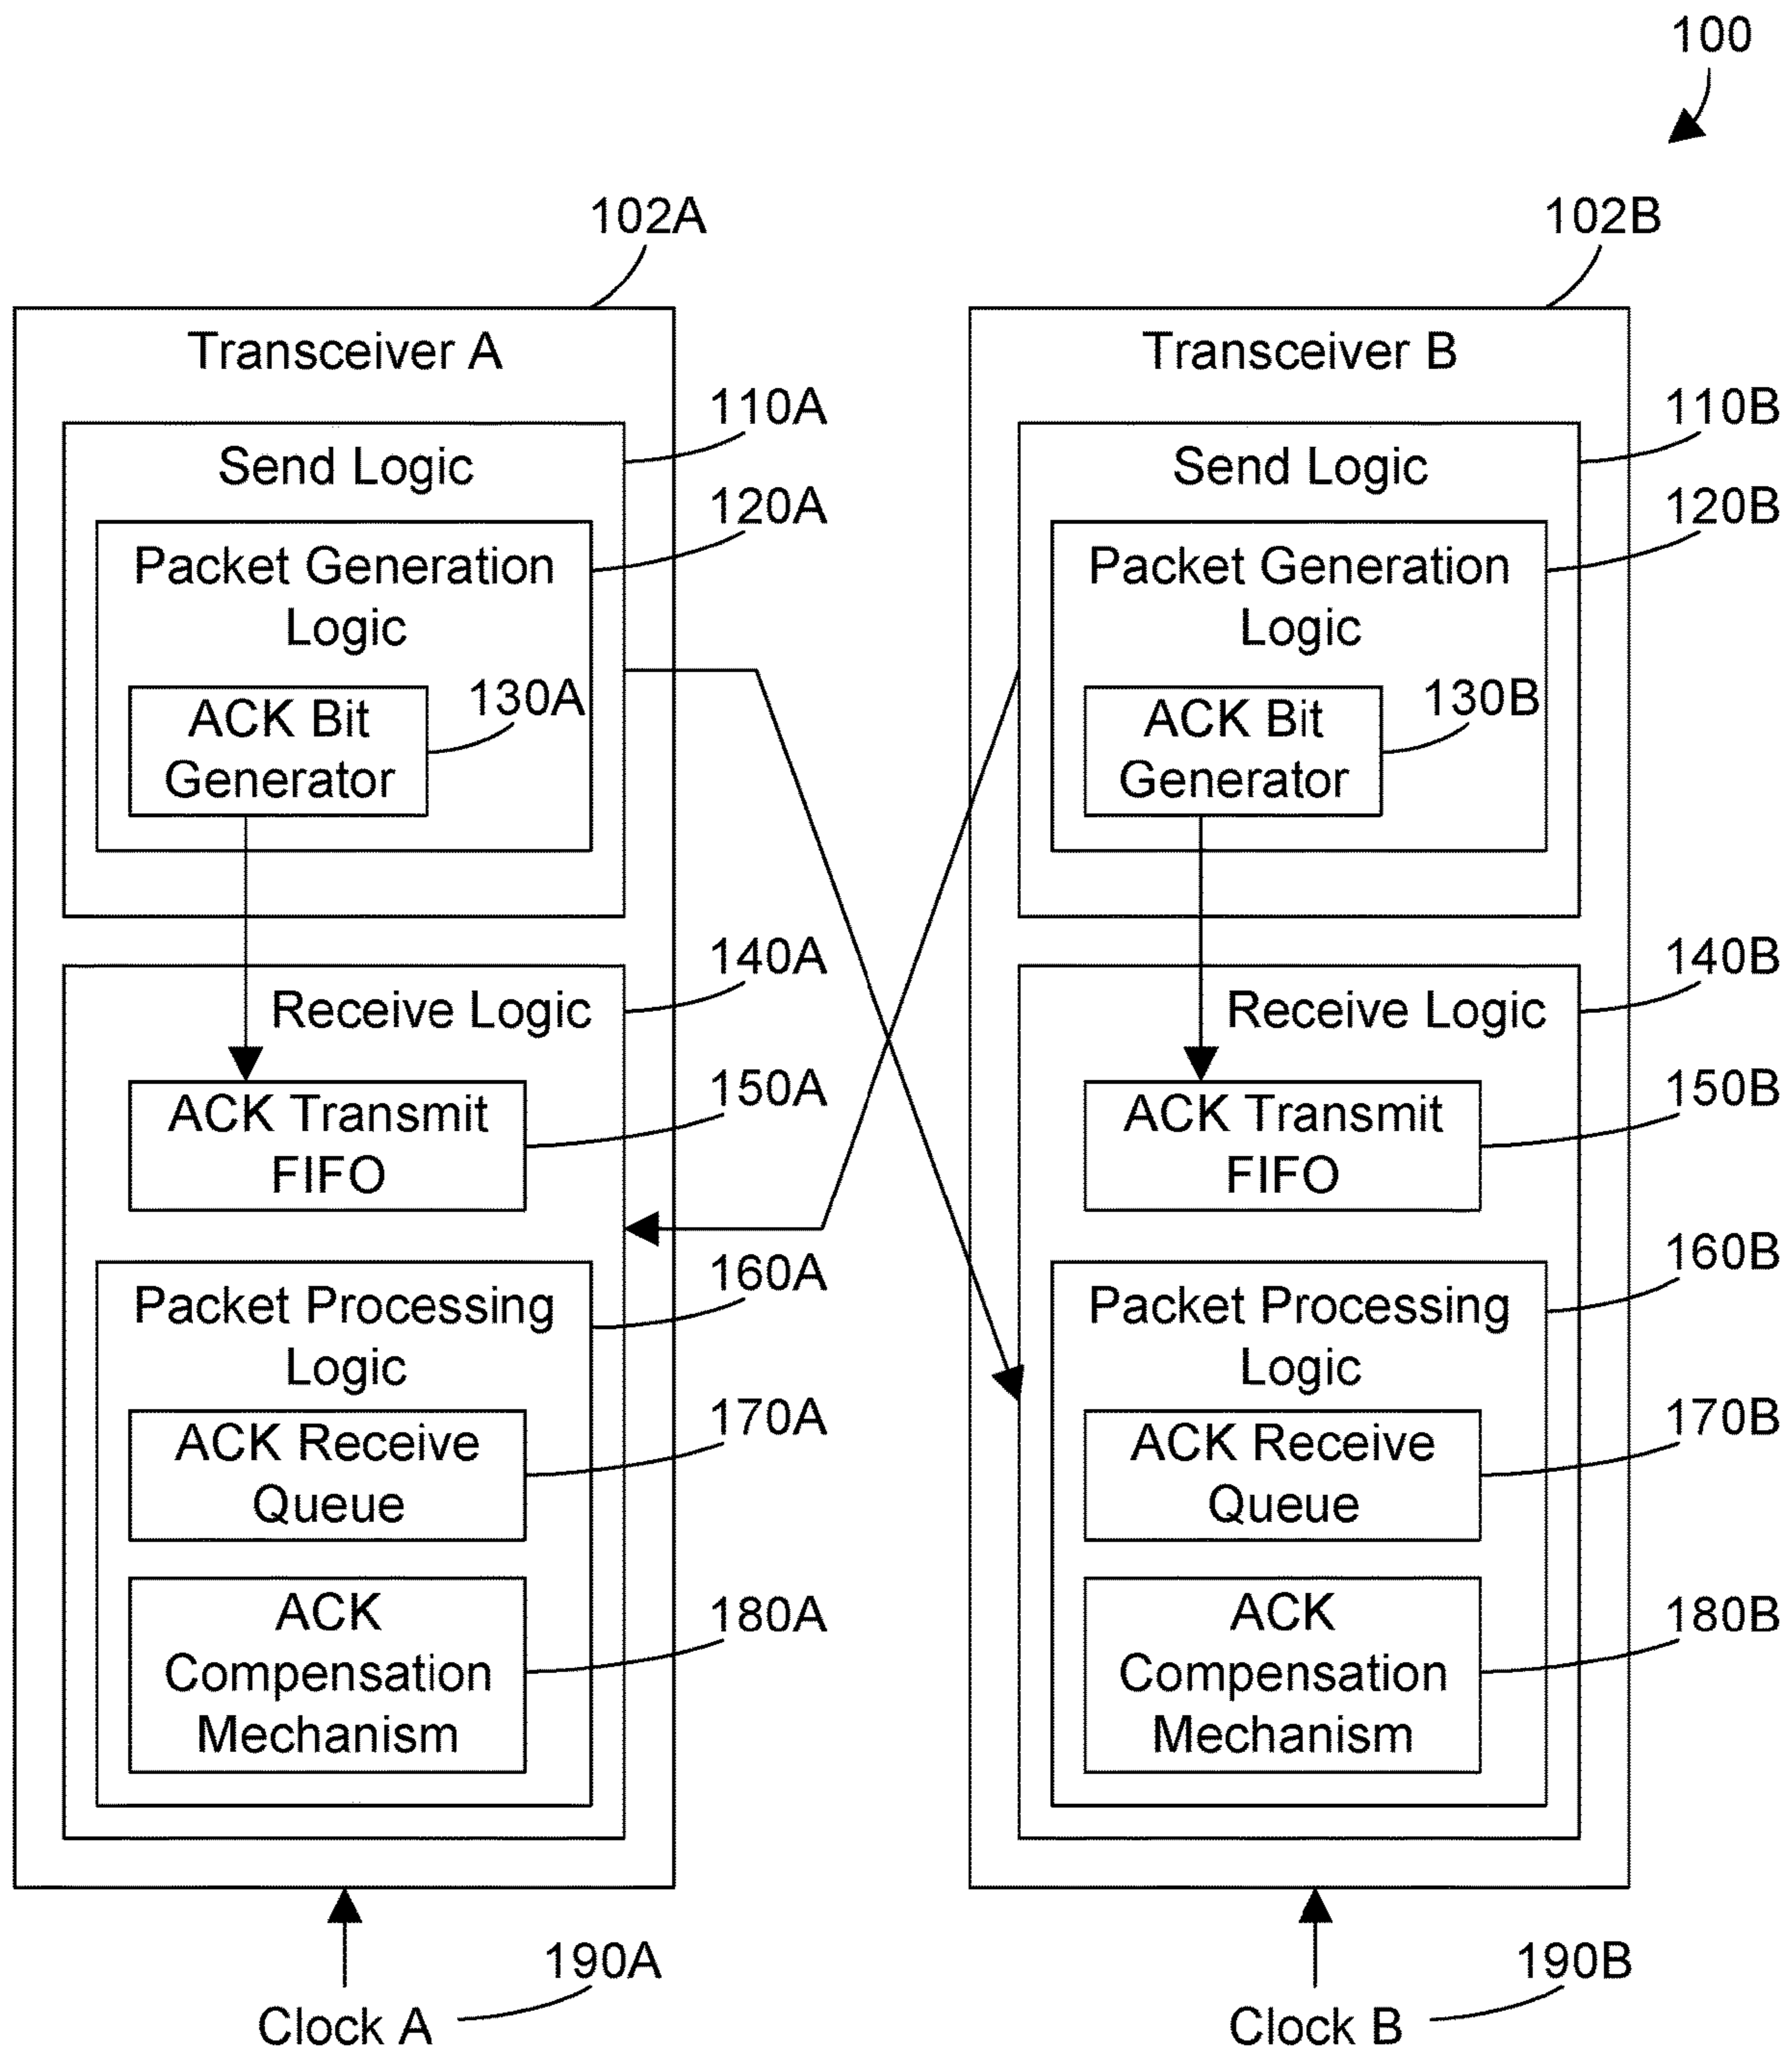 100
102A
102B
Transceiver A
Transceiver B
110A
110B
Send Logic
Send Logic
120A
120B
Packet Generation
Logic
Packet Generation
Logic
130A
130B
ACK Bit
Generator
ACK Bit
Generator
140A
140B
Receive Logic
Receive Logic
150A
150B
ACK Transmit
FIFO
ACK Transmit
FIFO
160A
160B
Packet Processing
Logic
Packet Processing
Logic
170A
170B
ACK Receive
Queue
ACK Receive
Queue
180A
180B
ACK
Compensation
Mechanism
ACK
Compensation
Mechanism
190A
190B
Clock A
Clock B